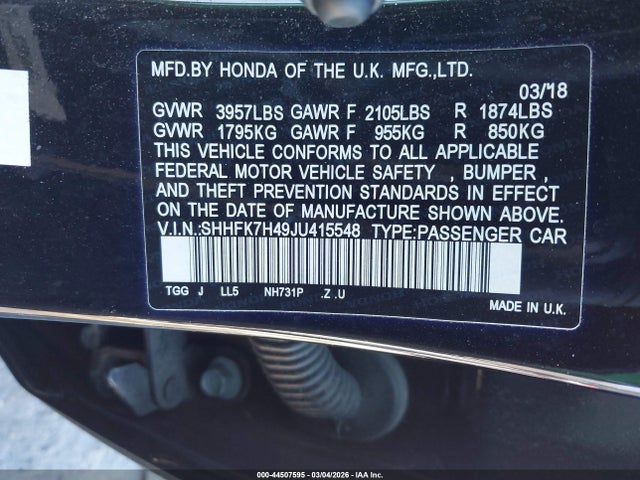 MFD.BY HONDA OF THE U.K. MFG.,LTD.
03/18
GVWR 3957LBS GAWR F 2105LBS R 1874LBS
GVWR 1795KG GAWR F 955KG R 850KG
THIS VEHICLE CONFORMS TO ALL APPLICABLE
FEDERAL MOTOR VEHICLE SAFETY , BUMPER ,
AND THEFT PREVENTION STANDARDS IN EFFECT
ON THE DATE OF MANUFACTURE SHOWN ABOVE.
V.I.N.:SHHFK7H49JU415548 TYPE:PASSENGER CAR
TGG J LL5 NH731P .Z .U
MADE IN U.K.
000-44507595 - 03/04/2026 - IAA Inc.